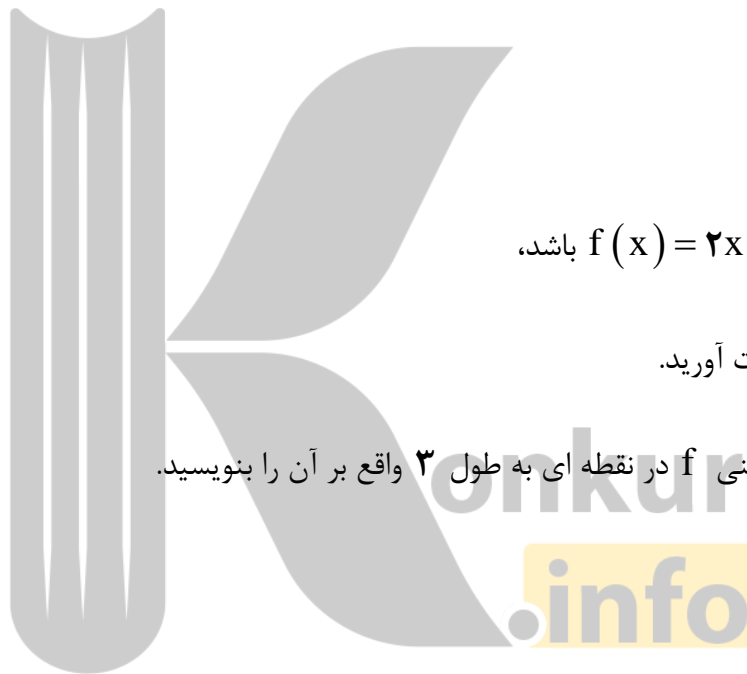 f(x) = ۲x باشد،
ت آورید.
نی f در نقطه ای به طول ۳ واقع بر آن را بنویسید.
onkur
.info